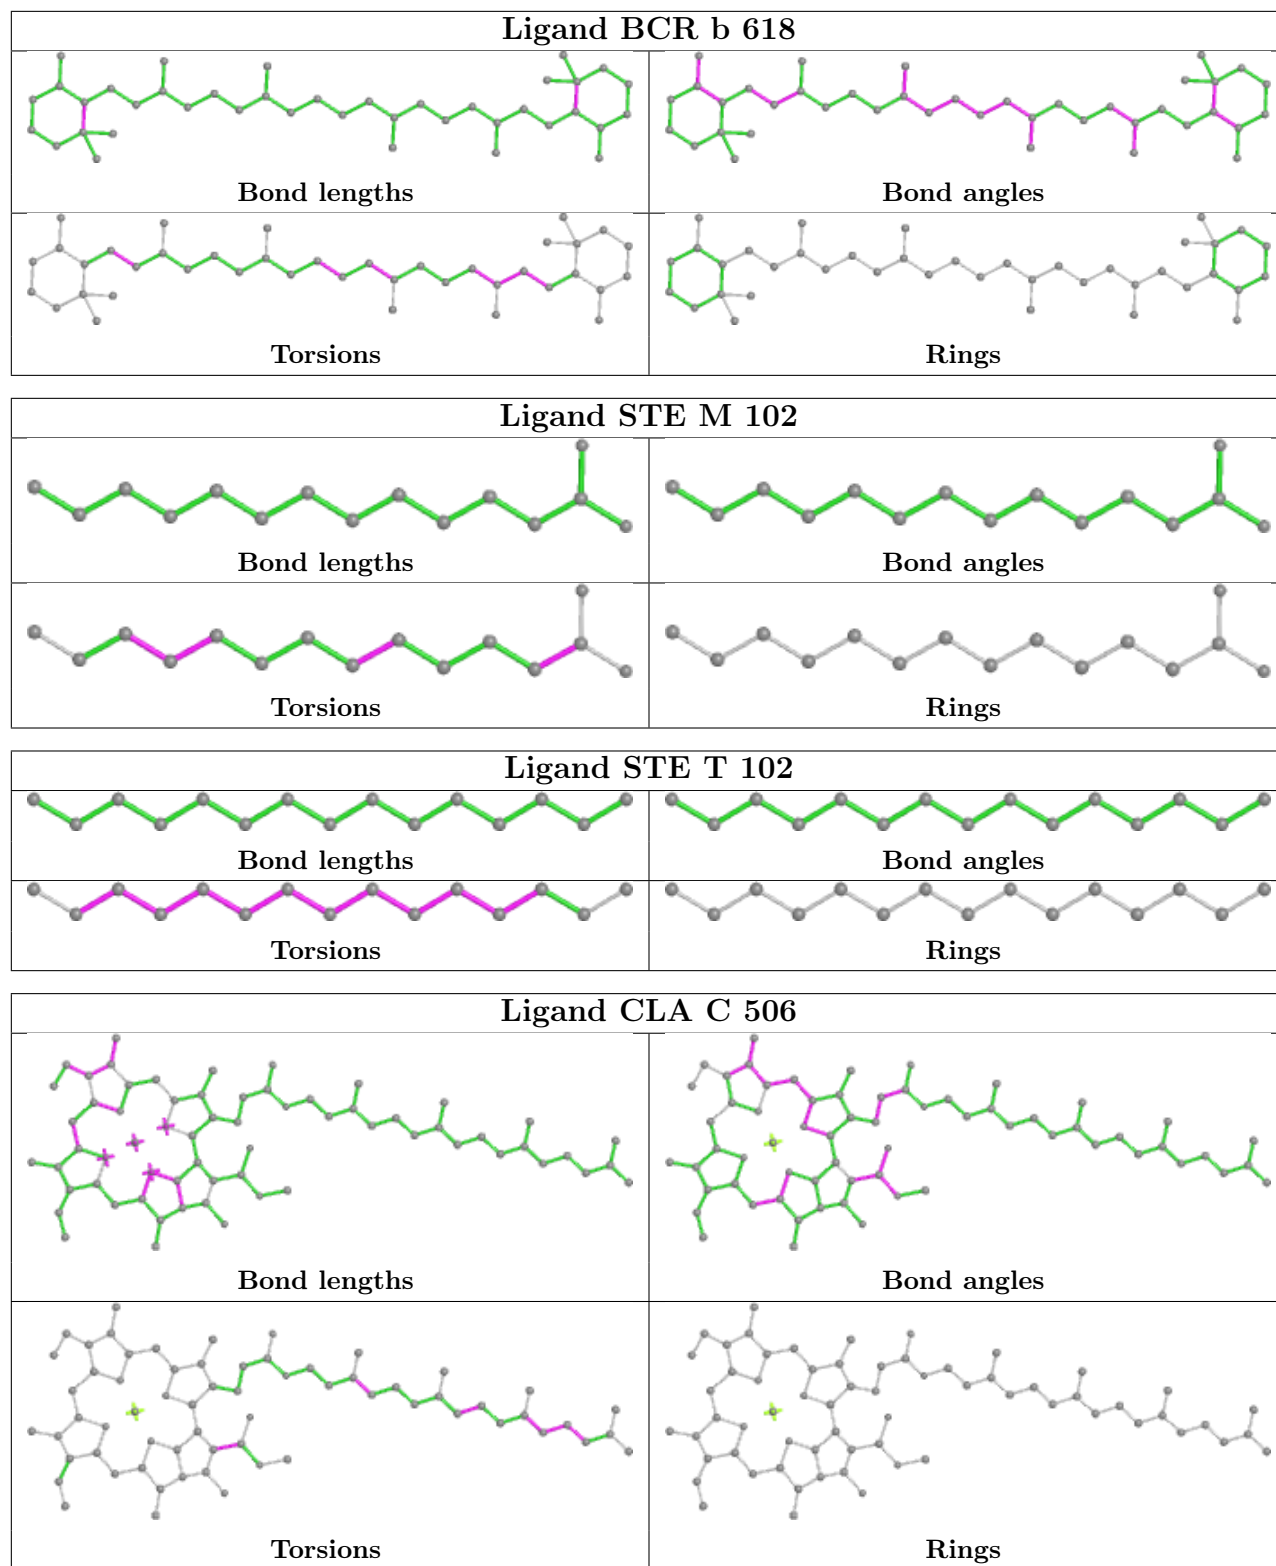 Ligand BCR b 618
Bond lengths
Bond angles
Torsions
Rings
Ligand STE M 102
Bond lengths
Bond angles
Torsions
Rings
Ligand STE T 102
Bond lengths
Bond angles
Torsions
Rings
Ligand CLA C 506
Bond lengths
Bond angles
Torsions
Rings